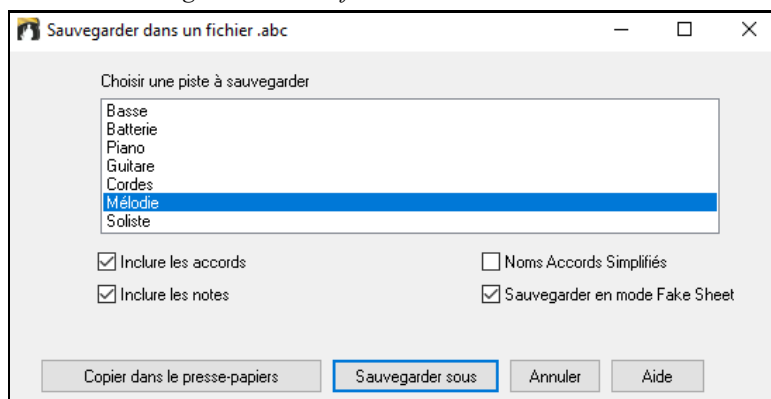 Sauvegarder dans un fichier .abc
Choisir une piste à sauvegarder
Basse
Batterie
Piano
Guitare
Cordes
Mélodie
Soliste
Inclure les accords
Noms Accords Simplifiés
Inclure les notes
Sauvegarder en mode Fake Sheet
Copier dans le presse-papiers
Sauvegarder sous
Annuler
Aide